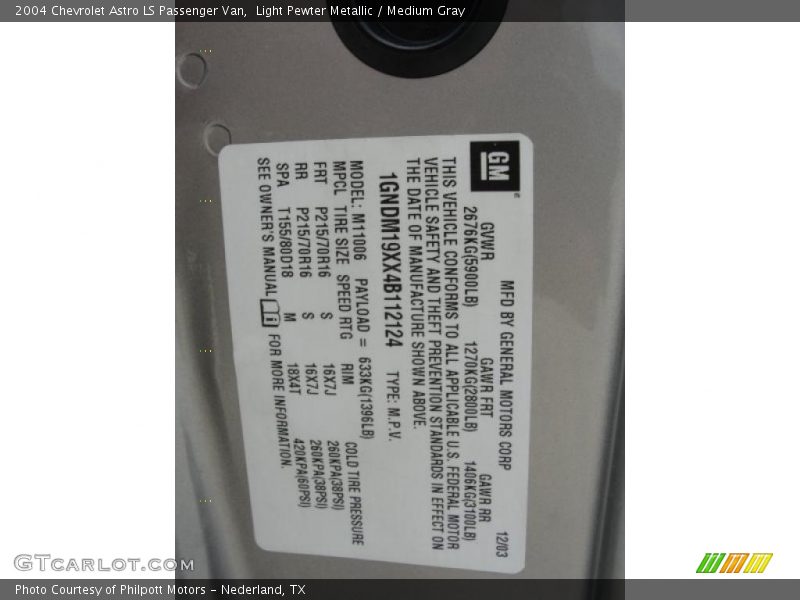 2004 Chevrolet Astro LS Passenger Van,  Light Pewter Metallic / Medium Gray
GM
MFD BY GENERAL MOTORS CORP 12/03
GVWR GAWR FRT GAWR RR
2676KG(5900LB) 1270KG(2800LB) 1406KG(3100LB)
THIS VEHICLE CONFORMS TO ALL APPLICABLE U.S. FEDERAL MOTOR
VEHICLE SAFETY AND THEFT PREVENTION STANDARDS IN EFFECT ON
THE DATE OF MANUFACTURE SHOWN ABOVE.
1GNDM19XX4B112124 TYPE: M.P.V.
MODEL: M11006 PAYLOAD = 633KG(1396LB)
MPCL TIRE SIZE SPEED RTG RIM COLD TIRE PRESSURE
FRT P215/70R16 S 16X7J 260KPA(38PSI)
RR P215/70R16 S 16X7J 260KPA(38PSI)
SPA T155/80D18 M 18X4T 420KPA(60PSI)
SEE OWNER'S MANUAL FOR MORE INFORMATION.
GTcarlot.com
Photo Courtesy of Philpott Motors - Nederland, TX